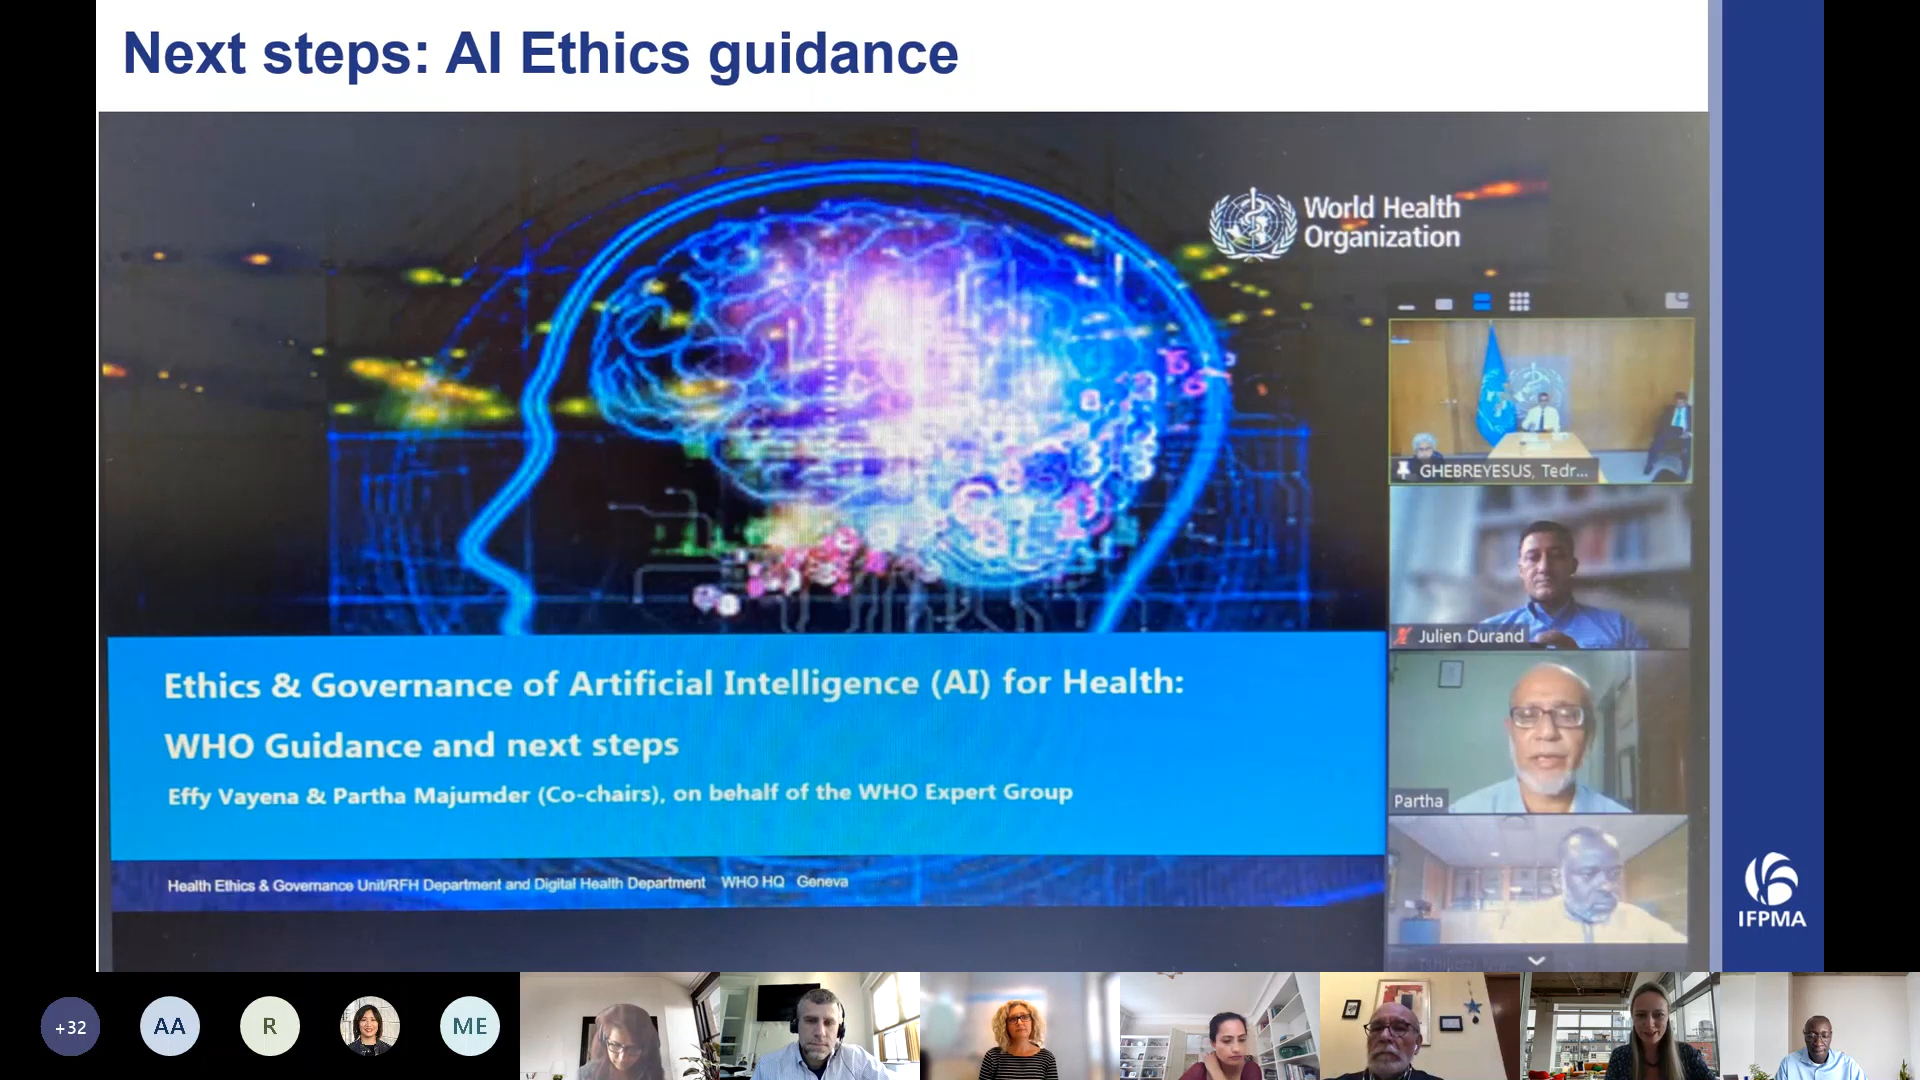 Next steps: AI Ethics guidance
World Health
Organization
GHEBREYESUS, Tedr...
Julien Durand
Partha
Ethics & Governance of Artificial Intelligence (AI) for Health:
WHO Guidance and next steps
Effy Vayena & Partha Majumder (Co-chairs), on behalf of the WHO Expert Group
Health Ethics & Governance Unit/RFH Department and Digital Health Department WHO HQ Geneva
IFPMA
+32
AA
R
ME